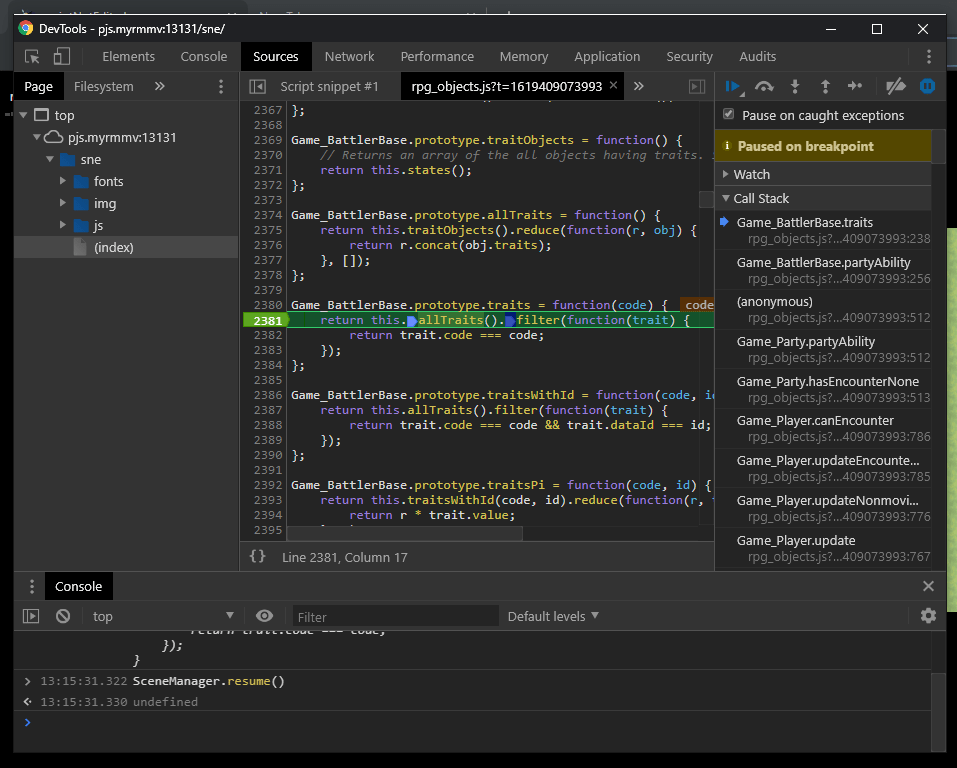 DevTools - pjs.myrmmv:13131/sne/
Elements Console Sources Network Performance Memory Application Security Audits
Page Filesystem »
Script snippet #1 rpg_objects.js?t=1619409073993 × »
top
pjs.myrmmv:13131
sne
fonts
img
js
(index)
2367 };
2368
2369 Game_BattlerBase.prototype.traitObjects = function() {
2370 // Returns an array of the all objects having traits.
2371 return this.states();
2372 };
2373
2374 Game_BattlerBase.prototype.allTraits = function() {
2375 return this.traitObjects().reduce(function(r, obj) {
2376 return r.concat(obj.traits);
2377 }, []);
2378 };
2379
2380 Game_BattlerBase.prototype.traits = function(code) { code
2381 return this.allTraits().filter(function(trait) {
2382 return trait.code === code;
2383 });
2384 };
2385
2386 Game_BattlerBase.prototype.traitsWithId = function(code, id
2387 return this.allTraits().filter(function(trait) {
2388 return trait.code === code && trait.dataId === id;
2389 });
2390 };
2391
2392 Game_BattlerBase.prototype.traitsPi = function(code, id) {
2393 return this.traitsWithId(code, id).reduce(function(r,
2394 return r * trait.value;
2395
{} Line 2381, Column 17
Pause on caught exceptions
Paused on breakpoint
Watch
Call Stack
Game_BattlerBase.traits
rpg_objects.js?...409073993:238
Game_BattlerBase.partyAbility
rpg_objects.js?...409073993:256
(anonymous)
rpg_objects.js?...409073993:512
Game_Party.partyAbility
rpg_objects.js?...409073993:512
Game_Party.hasEncounterNone
rpg_objects.js?...409073993:513
Game_Player.canEncounter
rpg_objects.js?...409073993:786
Game_Player.updateEncounte...
rpg_objects.js?...409073993:785
Game_Player.updateNonmovi...
rpg_objects.js?...409073993:776
Game_Player.update
rpg_objects.js?...409073993:767
Console
top Filter Default levels
return trait.code === code;
});
}
> 13:15:31.322 SceneManager.resume()
13:15:31.330 undefined
>